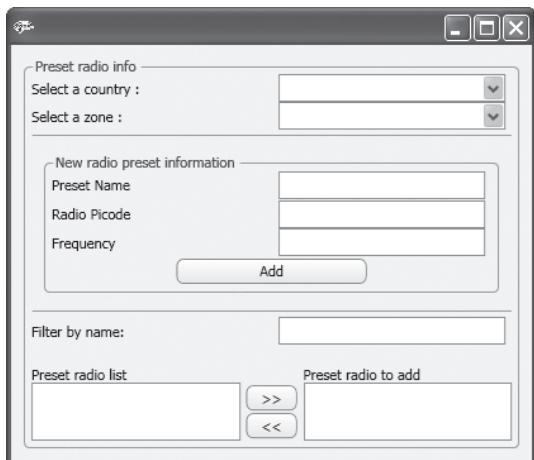 Preset radio info
Select a country :
Select a zone :
New radio preset information
Preset Name
Radio Picode
Frequency
Add
Filter by name:
Preset radio list
Preset radio to add
>>
<<